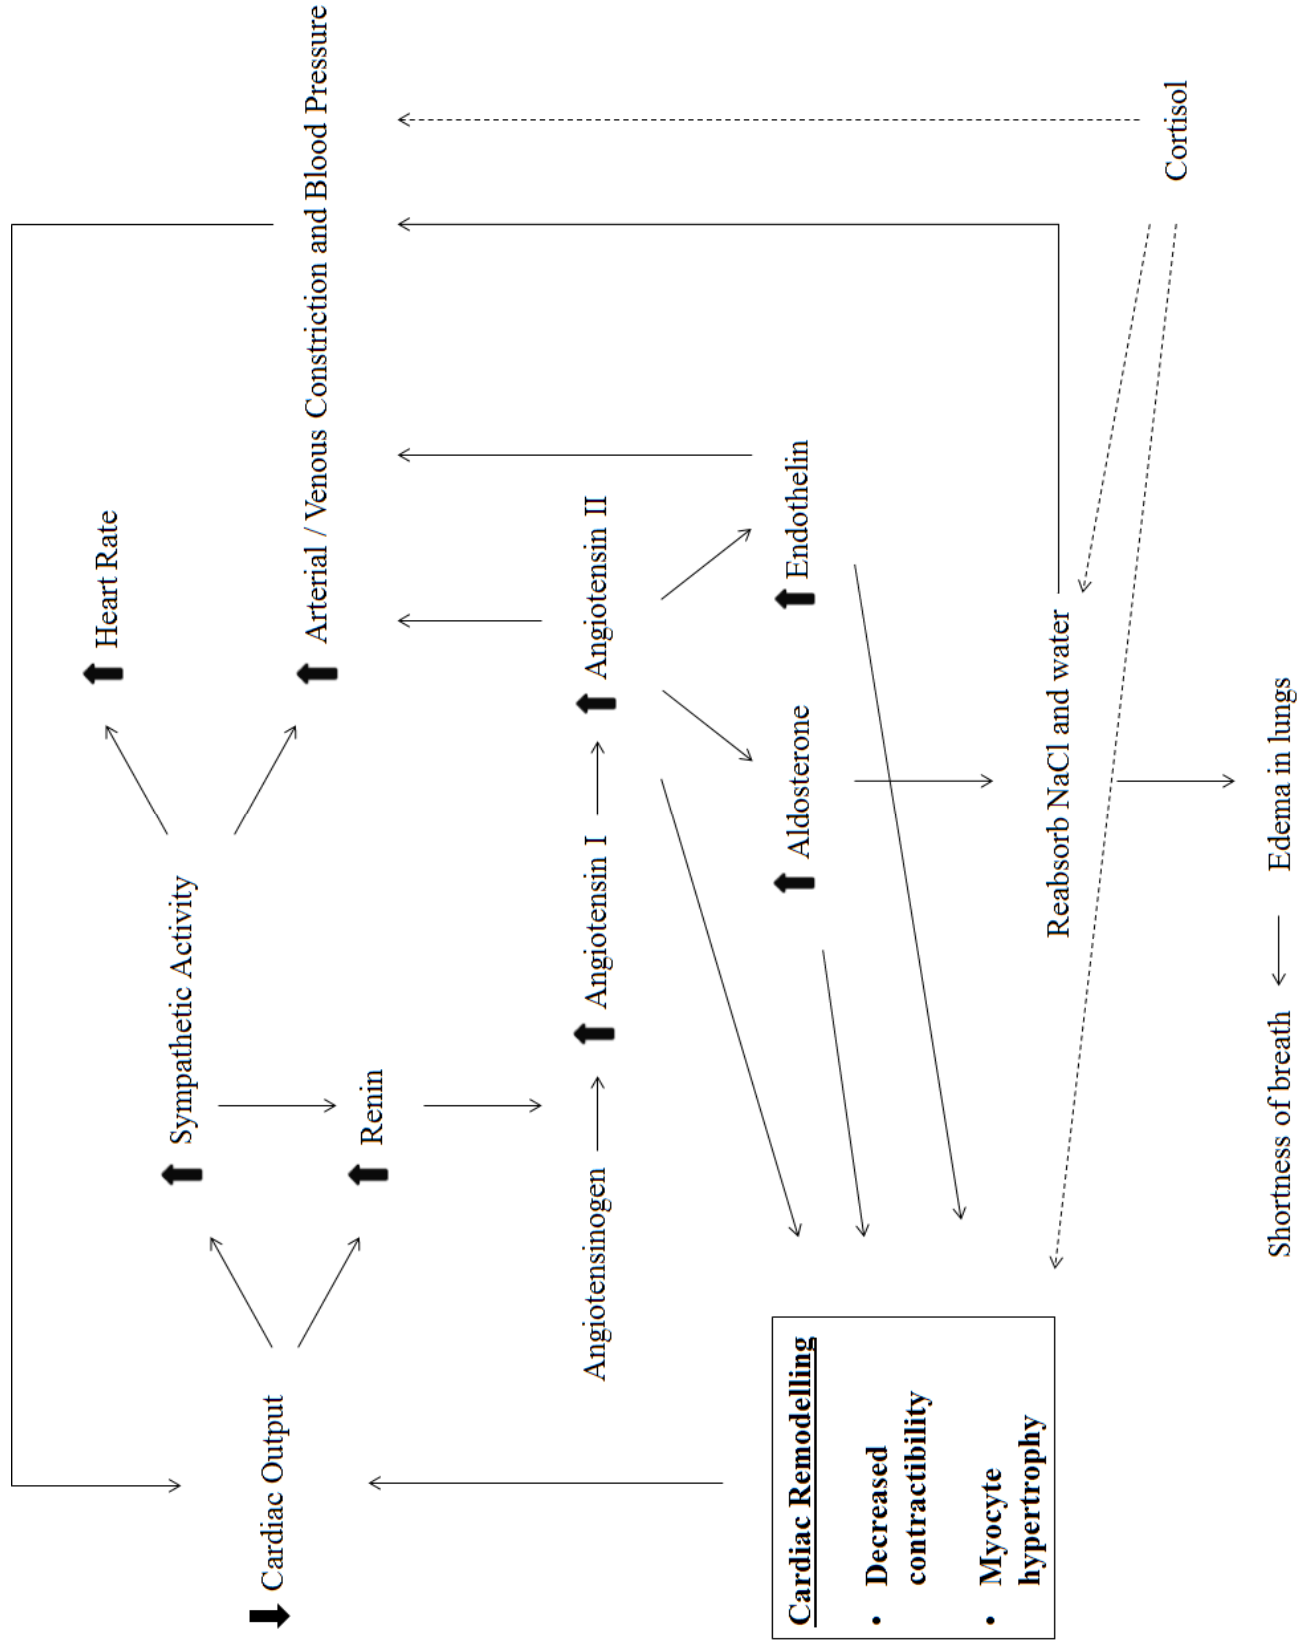 Heart Rate
Sympathetic Activity
Cardiac Output
Arterial / Venous Constriction and Blood Pressure
Renin
Angiotensinogen
Angiotensin I
Angiotensin II
Aldosterone
Endothelin
Cardiac Remodelling
• Decreased
contractibility
• Myocyte
hypertrophy
Reabsorb NaCl and water
Cortisol
Shortness of breath
Edema in lungs